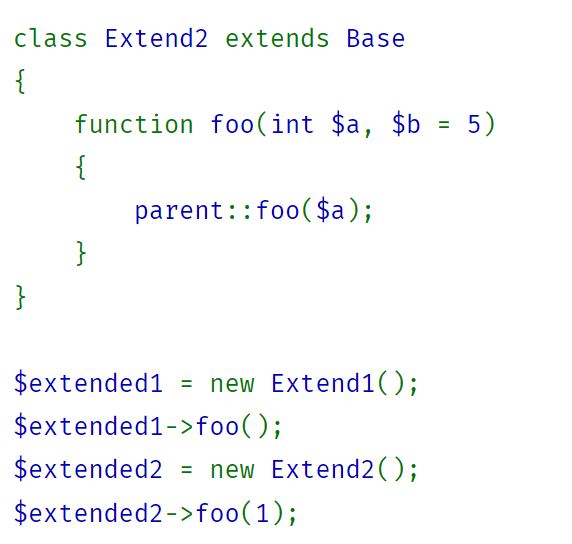 class Extend2 extends Base
{
    function foo(int $a, $b = 5)
    {
        parent::foo($a);
    }
}

$extended1 = new Extend1();
$extended1->foo();
$extended2 = new Extend2();
$extended2->foo(1);